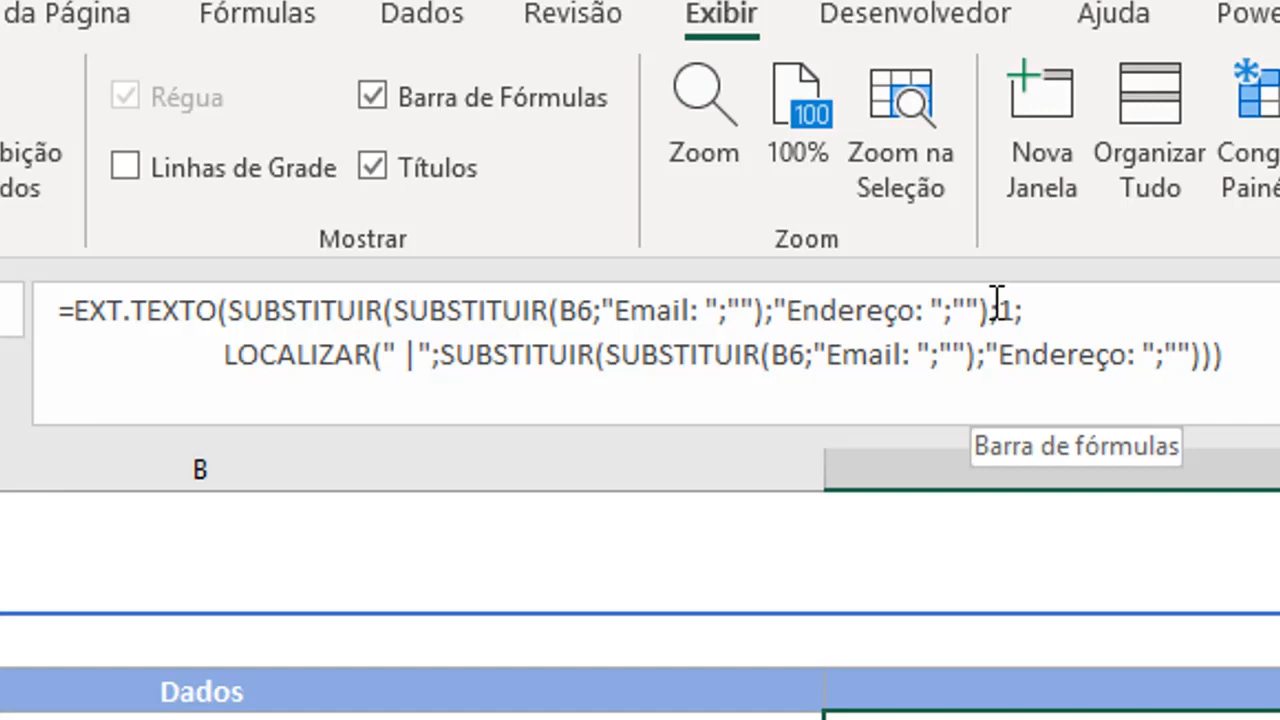 da Página Fórmulas Dados Revisão Exibir Desenvolvedor Ajuda
Régua Barra de Fórmulas
Linhas de Grade Títulos
Zoom 100% Zoom na Seleção Nova Janela Organizar Tudo
Mostrar Zoom
=EXT.TEXTO(SUBSTITUIR(SUBSTITUIR(B6;"Email: ";"");"Endereço: ";"");1;
LOCALIZAR(" |";SUBSTITUIR(SUBSTITUIR(B6;"Email: ";"");"Endereço: ";"")))
Barra de fórmulas
B
Dados